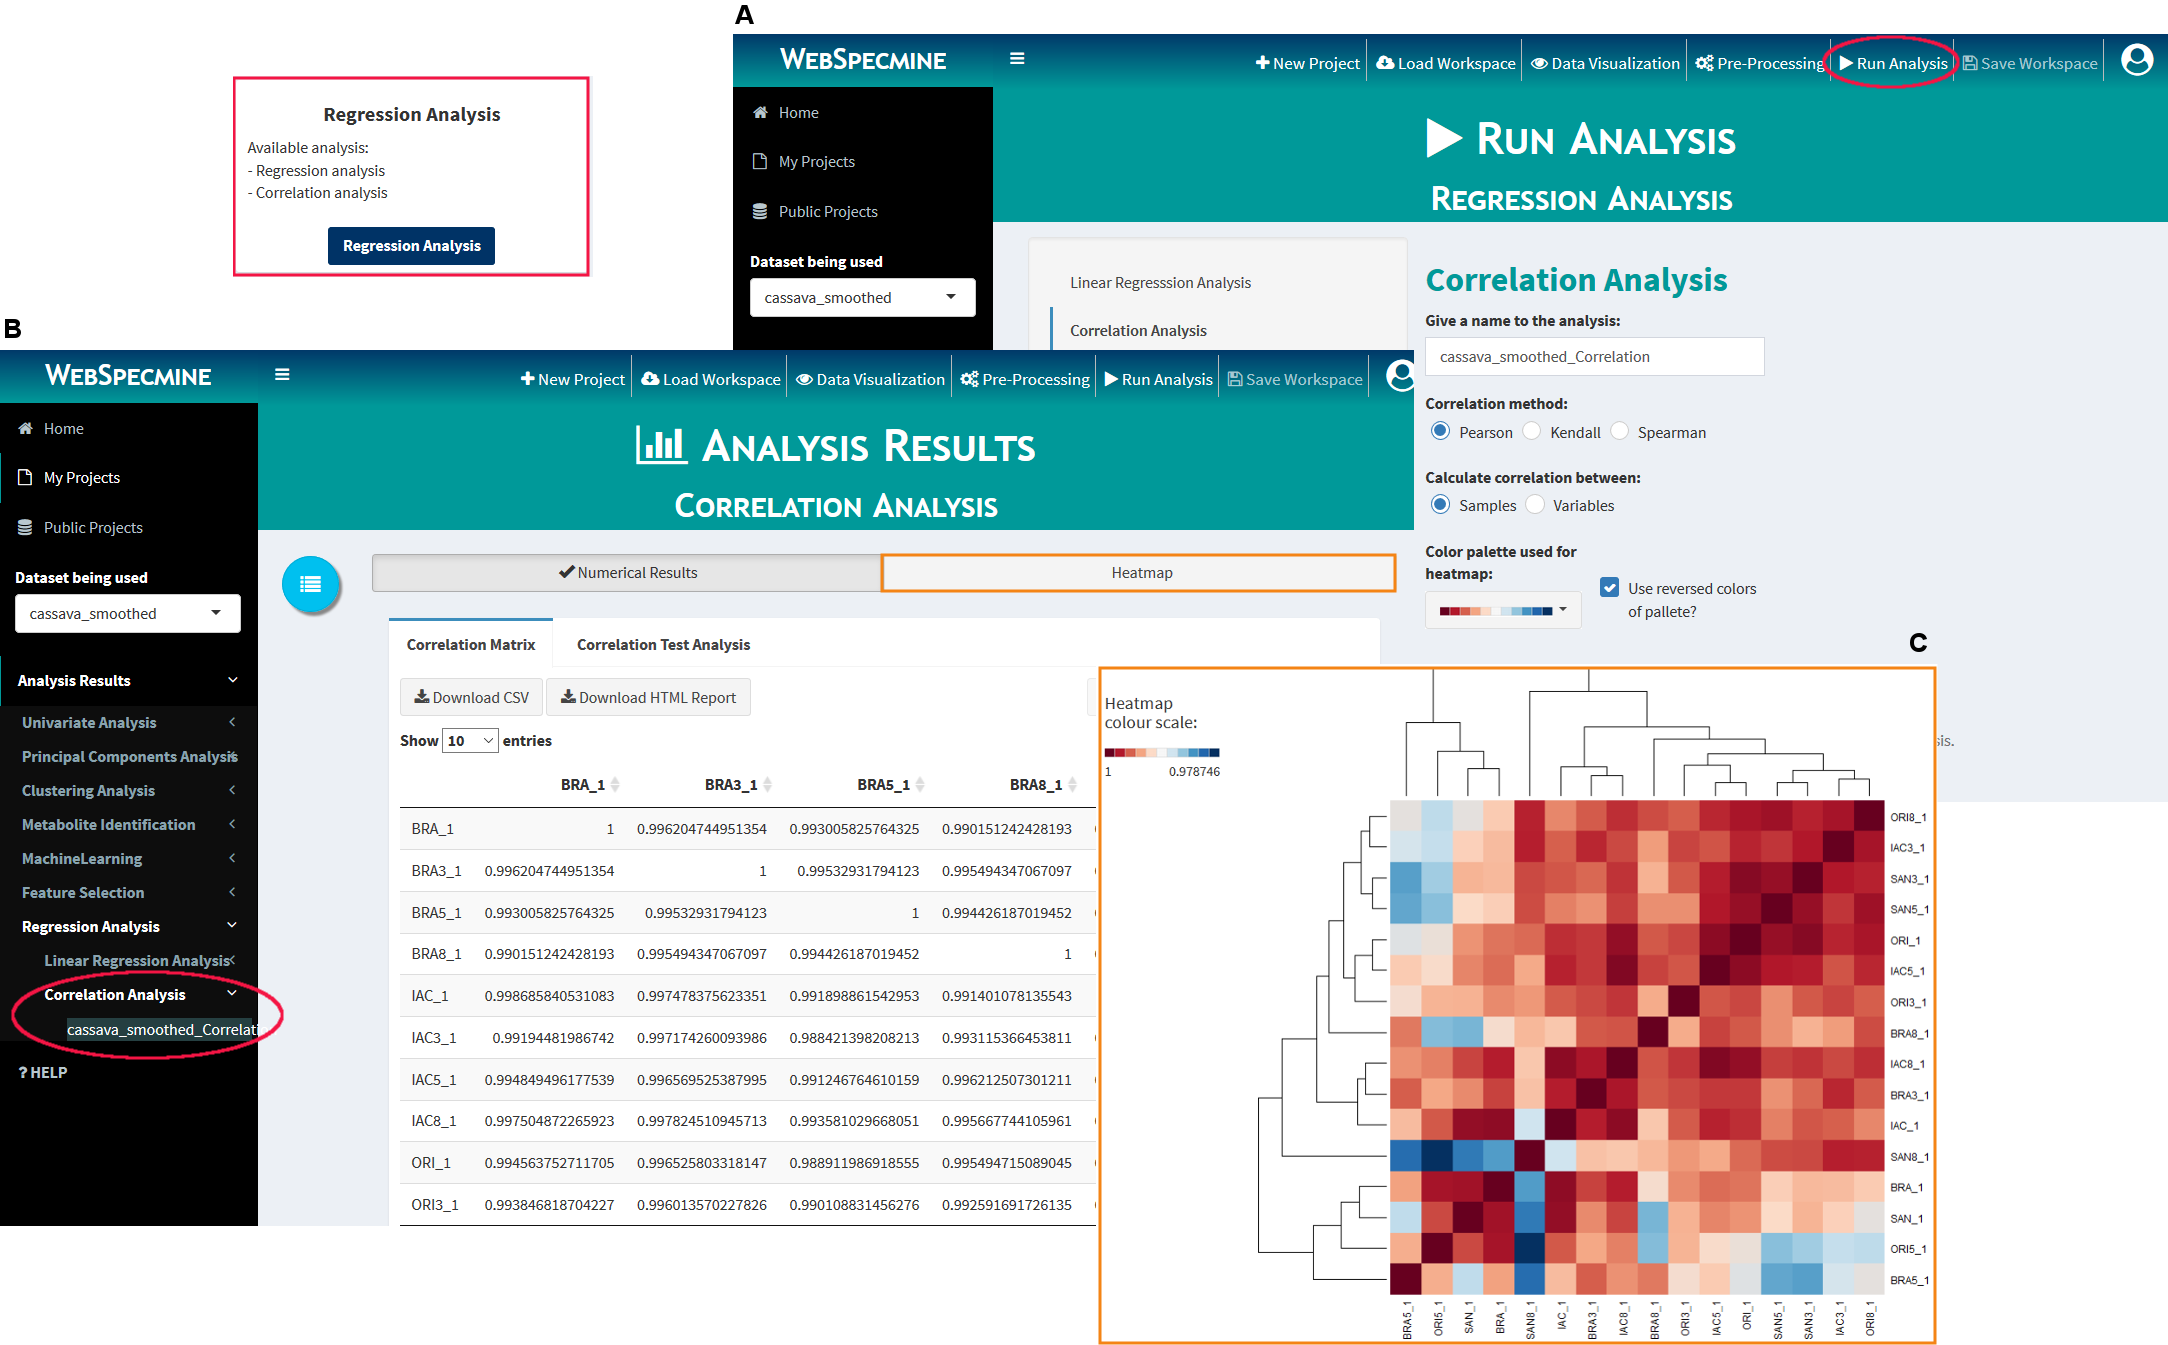 A
Regression Analysis
Available analysis:
- Regression analysis
- Correlation analysis
Regression Analysis
WEBSPECMINE
New Project
Load Workspace
Data Visualization
Pre-Processing
Run Analysis
Save Workspace
Home
My Projects
Public Projects
Dataset being used
cassava_smoothed
RUN ANALYSIS
REGRESSION ANALYSIS
Linear Regresssion Analysis
Correlation Analysis
Correlation Analysis
Give a name to the analysis:
cassava_smoothed_Correlation
Correlation method:
Pearson Kendall Spearman
Calculate correlation between:
Samples Variables
Color palette used for
heatmap:
Use reversed colors
of pallete?
sis.
B
WEBSPECMINE
New Project
Load Workspace
Data Visualization
Pre-Processing
Run Analysis
Save Workspace
Home
My Projects
Public Projects
Dataset being used
cassava_smoothed
Analysis Results
Univariate Analysis
Principal Components Analysis
Clustering Analysis
Metabolite Identification
MachineLearning
Feature Selection
Regression Analysis
Linear Regression Analysis
Correlation Analysis
cassava_smoothed_Correlati
? HELP
ANALYSIS RESULTS
CORRELATION ANALYSIS
Numerical Results
Heatmap
Correlation Matrix
Correlation Test Analysis
Download CSV
Download HTML Report
Show 10 entries
BRA_1 BRA3_1 BRA5_1 BRA8_1
BRA_1 1 0.996204744951354 0.993005825764325 0.990151242428193
BRA3_1 0.996204744951354 1 0.99532931794123 0.995494347067097
BRA5_1 0.993005825764325 0.99532931794123 1 0.994426187019452
BRA8_1 0.990151242428193 0.995494347067097 0.994426187019452 1
IAC_1 0.998685840531083 0.997478375623351 0.991898861542953 0.991401078135543
IAC3_1 0.99194481986742 0.997174260093986 0.988421398208213 0.993115366453811
IAC5_1 0.994849496177539 0.996569525387995 0.991246764610159 0.996212507301211
IAC8_1 0.997504872265923 0.997824510945713 0.993581029668051 0.995667744105961
ORI_1 0.994563752711705 0.996525803318147 0.988911986918555 0.995494715089045
ORI3_1 0.993846818704227 0.996013570227826 0.990108831456276 0.992591691726135
C
Heatmap
colour scale:
1 0.978746
ORI8_1
IAC3_1
SAN3_1
SAN5_1
ORI_1
IAC5_1
ORI3_1
BRA8_1
IAC8_1
BRA3_1
IAC_1
SAN8_1
BRA_1
SAN_1
ORI5_1
BRA5_1
BRA5_1
ORI5_1
SAN_1
BRA_1
SAN8_1
IAC_1
BRA3_1
IAC8_1
BRA8_1
ORI3_1
IAC5_1
ORI_1
SAN5_1
SAN3_1
IAC3_1
ORI8_1